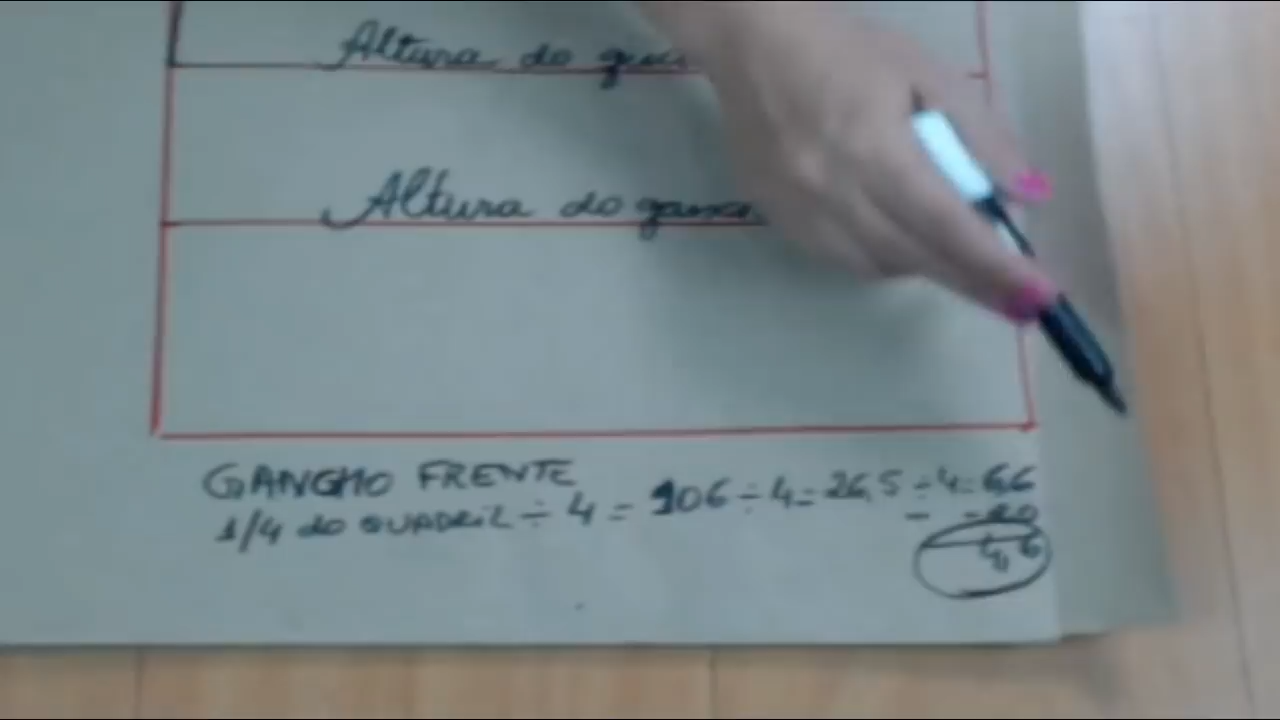 Altura do
Altura do ganc
GANCHO FRENTE
1/4 do QUADRIL ÷ 4 = 106 ÷ 4 = 26,5 ÷ 4 = 6,6
- 2,0
4,6